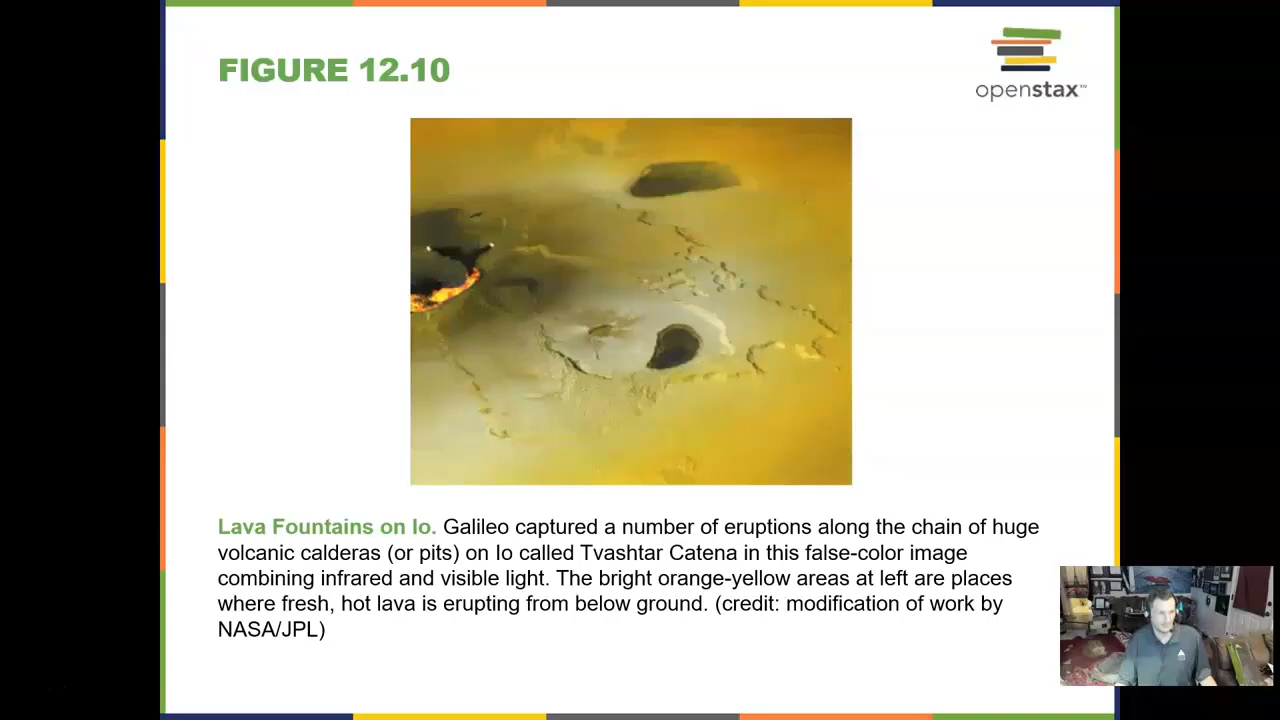 FIGURE 12.10
openstax™
Lava Fountains on Io. Galileo captured a number of eruptions along the chain of huge
volcanic calderas (or pits) on Io called Tvashtar Catena in this false-color image
combining infrared and visible light. The bright orange-yellow areas at left are places
where fresh, hot lava is erupting from below ground. (credit: modification of work by
NASA/JPL)